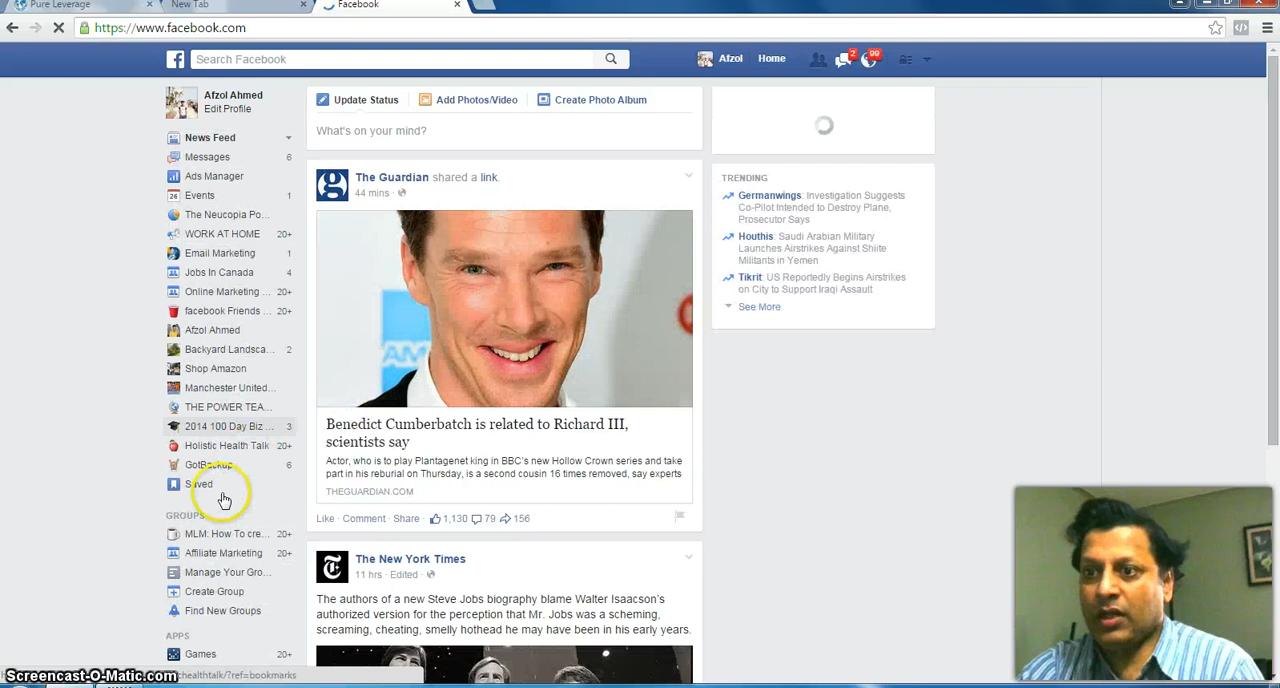 Pure Leverage
New Tab
Facebook
https://www.facebook.com
Search Facebook
Afzol
Home
2
99
Afzol Ahmed
Edit Profile
News Feed
Messages 6
Ads Manager
26 Events 1
The Neucopia Po...
WORK AT HOME 20+
Email Marketing 1
Jobs In Canada 4
Online Marketing ... 20+
facebook Friends ... 20+
Afzol Ahmed
Backyard Landsca... 2
Shop Amazon
Manchester United...
THE POWER TEA...
2014 100 Day Biz ... 3
Holistic Health Talk 20+
GotBackup 6
Saved
GROUPS
MLM: How To cre... 20+
Affiliate Marketing 20+
Manage Your Gro...
Create Group
Find New Groups
APPS
Games 20+
Update Status
Add Photos/Video
Create Photo Album
What's on your mind?
The Guardian shared a link.
44 mins
Benedict Cumberbatch is related to Richard III,
scientists say
Actor, who is to play Plantagenet king in BBC's new Hollow Crown series and take
part in his reburial on Thursday, is a second cousin 16 times removed, say experts
THEGUARDIAN.COM
Like · Comment · Share · 1,130 79 156
The New York Times
11 hrs · Edited ·
The authors of a new Steve Jobs biography blame Walter Isaacson's
authorized version for the perception that Mr. Jobs was a scheming,
screaming, cheating, smelly hothead he may have been in his early years.
TRENDING
Germanwings: Investigation Suggests
Co-Pilot Intended to Destroy Plane,
Prosecutor Says
Houthis: Saudi Arabian Military
Launches Airstrikes Against Shiite
Militants in Yemen
Tikrit: US Reportedly Begins Airstrikes
on City to Support Iraqi Assault
See More
healthtalk/?ref=bookmarks
Screencast-O-Matic.com